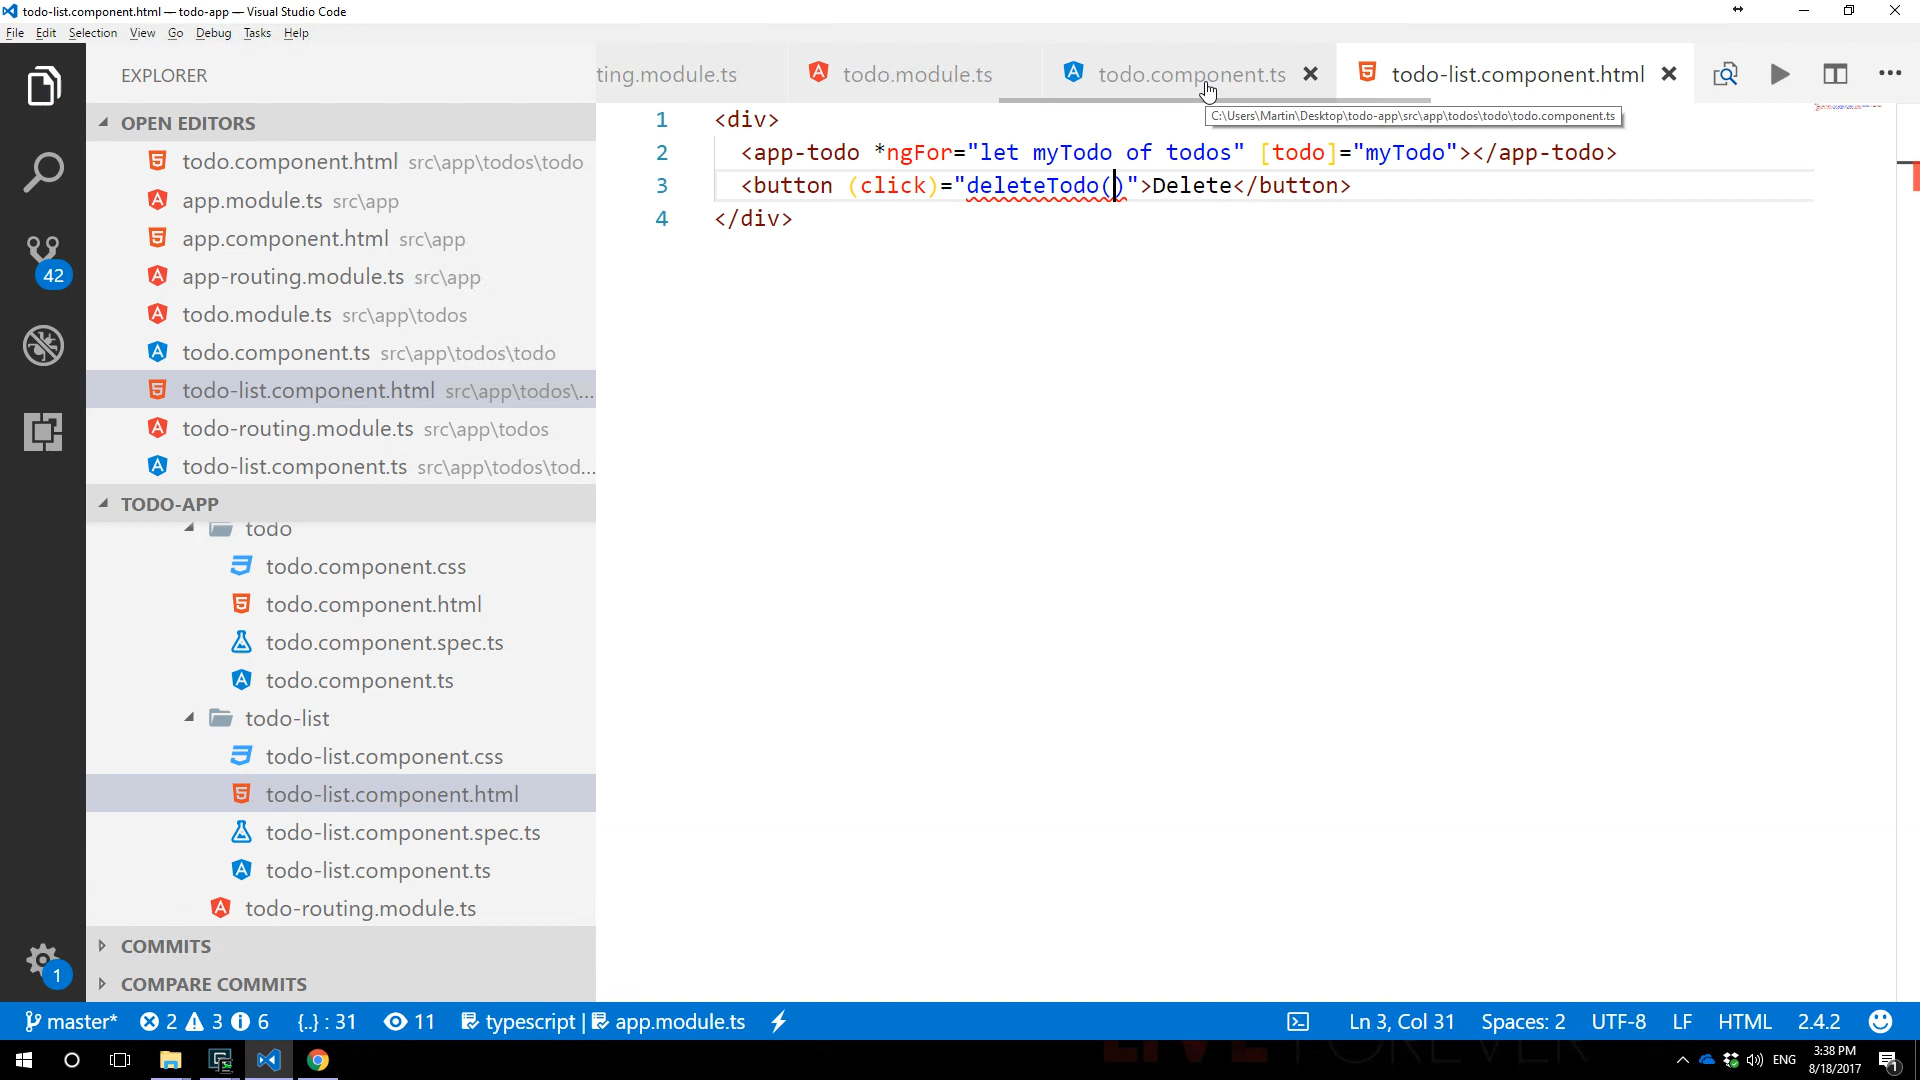 todo-list.component.html — todo-app — Visual Studio Code
File Edit Selection View Go Debug Tasks Help
EXPLORER
OPEN EDITORS
todo.component.html src\app\todos\todo
app.module.ts src\app
app.component.html src\app
app-routing.module.ts src\app
todo.module.ts src\app\todos
todo.component.ts src\app\todos\todo
todo-list.component.html src\app\todos\...
todo-routing.module.ts src\app\todos
todo-list.component.ts src\app\todos\tod...
TODO-APP
todo
todo.component.css
todo.component.html
todo.component.spec.ts
todo.component.ts
todo-list
todo-list.component.css
todo-list.component.html
todo-list.component.spec.ts
todo-list.component.ts
todo-routing.module.ts
COMMITS
COMPARE COMMITS
42
1
ting.module.ts todo.module.ts todo.component.ts todo-list.component.html
C:\Users\Martin\Desktop\todo-app\src\app\todos\todo\todo.component.ts
1 <div>
2 <app-todo *ngFor="let myTodo of todos" [todo]="myTodo"></app-todo>
3 <button (click)="deleteTodo()">Delete</button>
4 </div>
master* 2 3 6 {..} : 31 11 typescript | app.module.ts Ln 3, Col 31 Spaces: 2 UTF-8 LF HTML 2.4.2
LIVE FOREVER
ENG 3:38 PM
8/18/2017
1